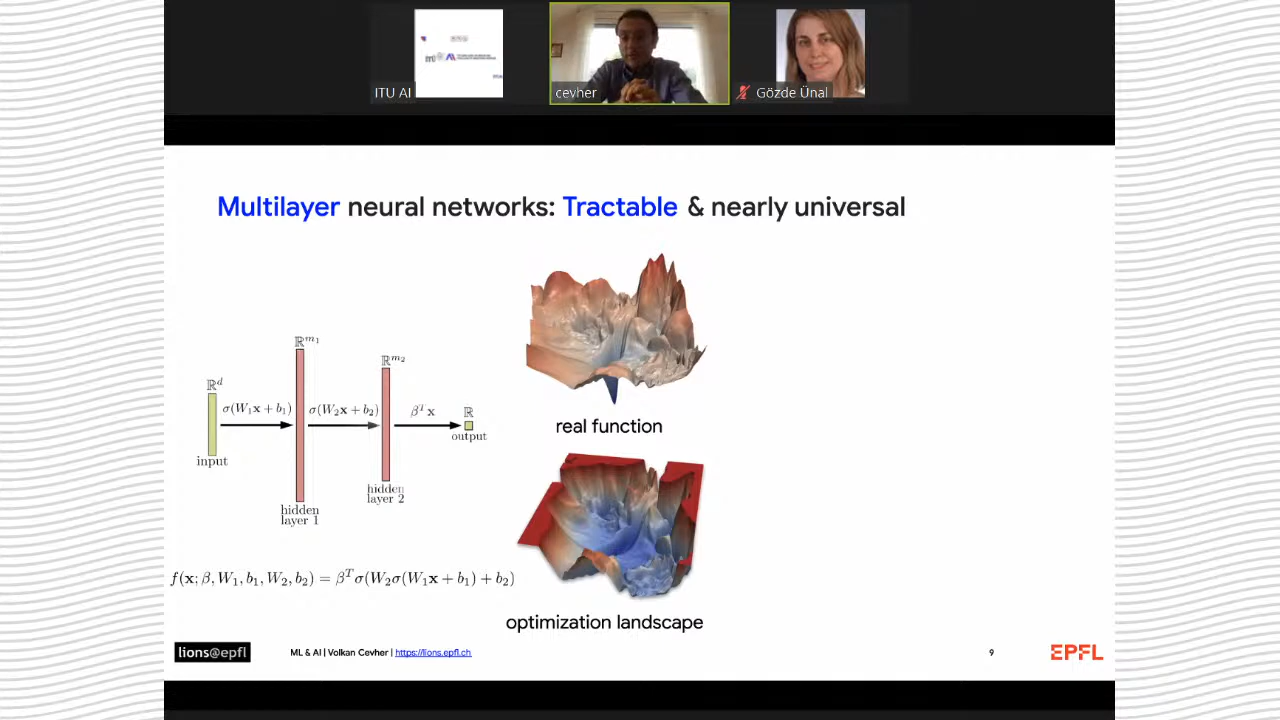 ITU AI
cevher
Gözde Ünal
Multilayer neural networks: Tractable & nearly universal
ℝ^{m_1}
ℝ^{m_2}
ℝ^d
σ(W_1x + b_1)
σ(W_2x + b_2)
β^T x
ℝ
output
input
hidden
layer 1
hidden
layer 2
real function
f(x; β, W_1, b_1, W_2, b_2) = β^T σ(W_2σ(W_1x + b_1) + b_2)
optimization landscape
lions@epfl
ML & AI | Volkan Cevher | https://lions.epfl.ch
9
EPFL